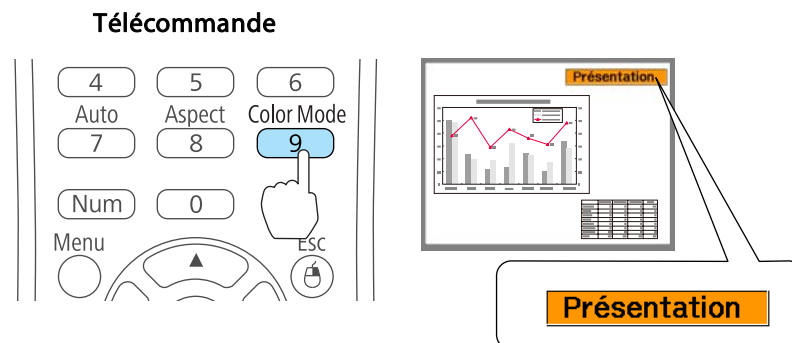 Télécommande
4 5 6
Auto Aspect Color Mode
7 8 9
Num 0
Menu Esc
Présentation
Présentation